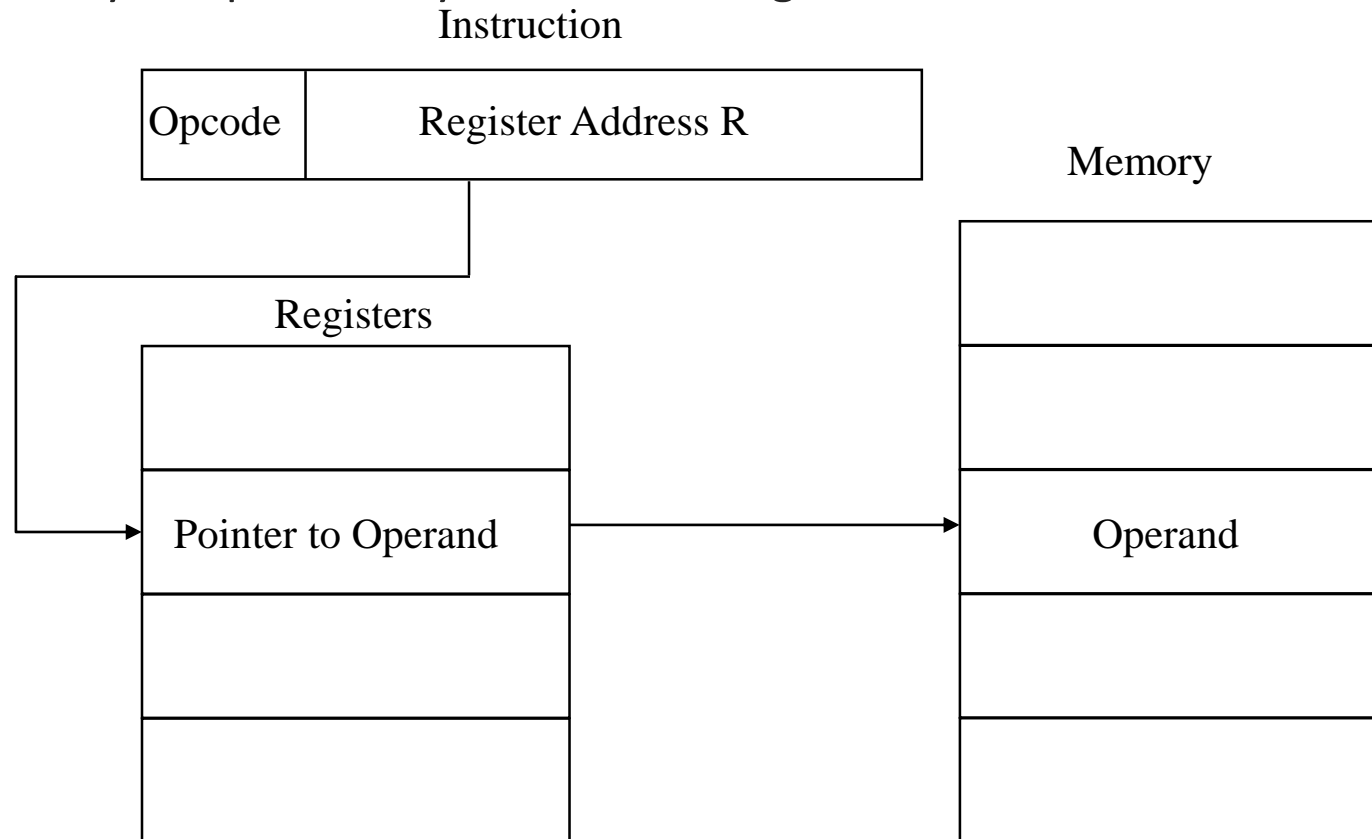 Instruction
Opcode
Register Address R
Memory
Registers
Pointer to Operand
Operand